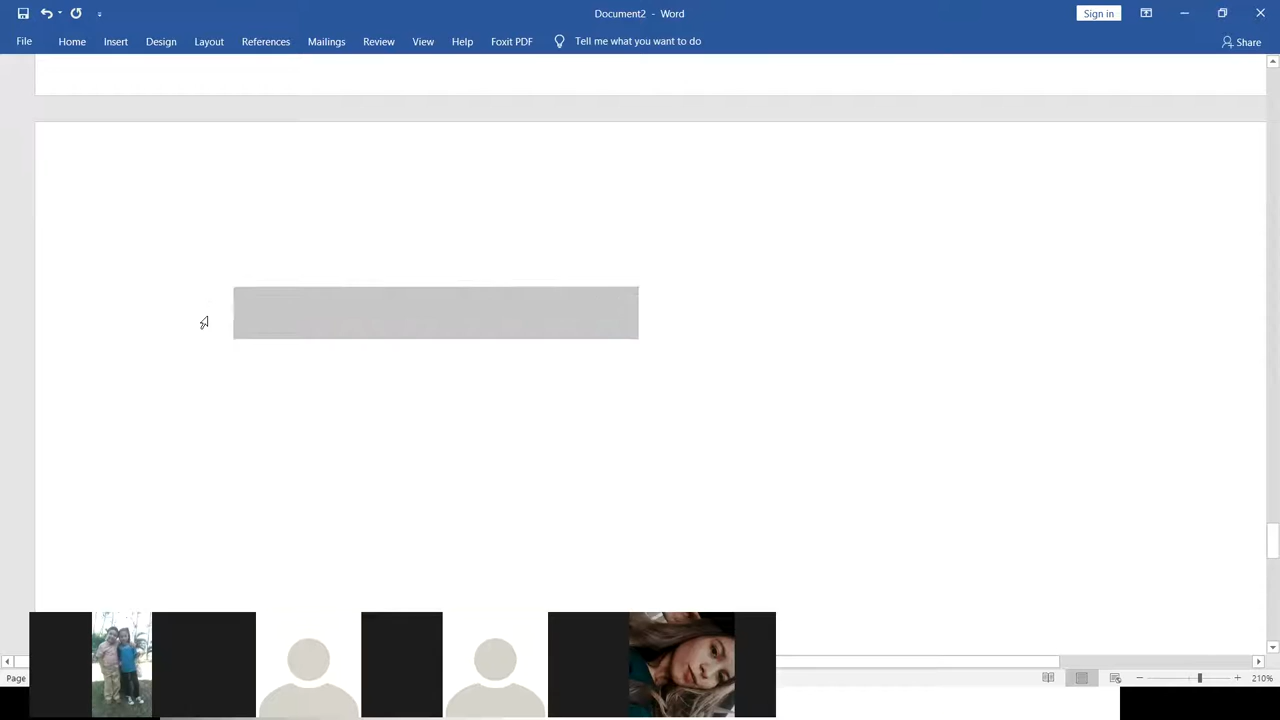 Document2 - Word
Sign in
File Home Insert Design Layout References Mailings Review View Help Foxit PDF Tell me what you want to do Share
Page
210%